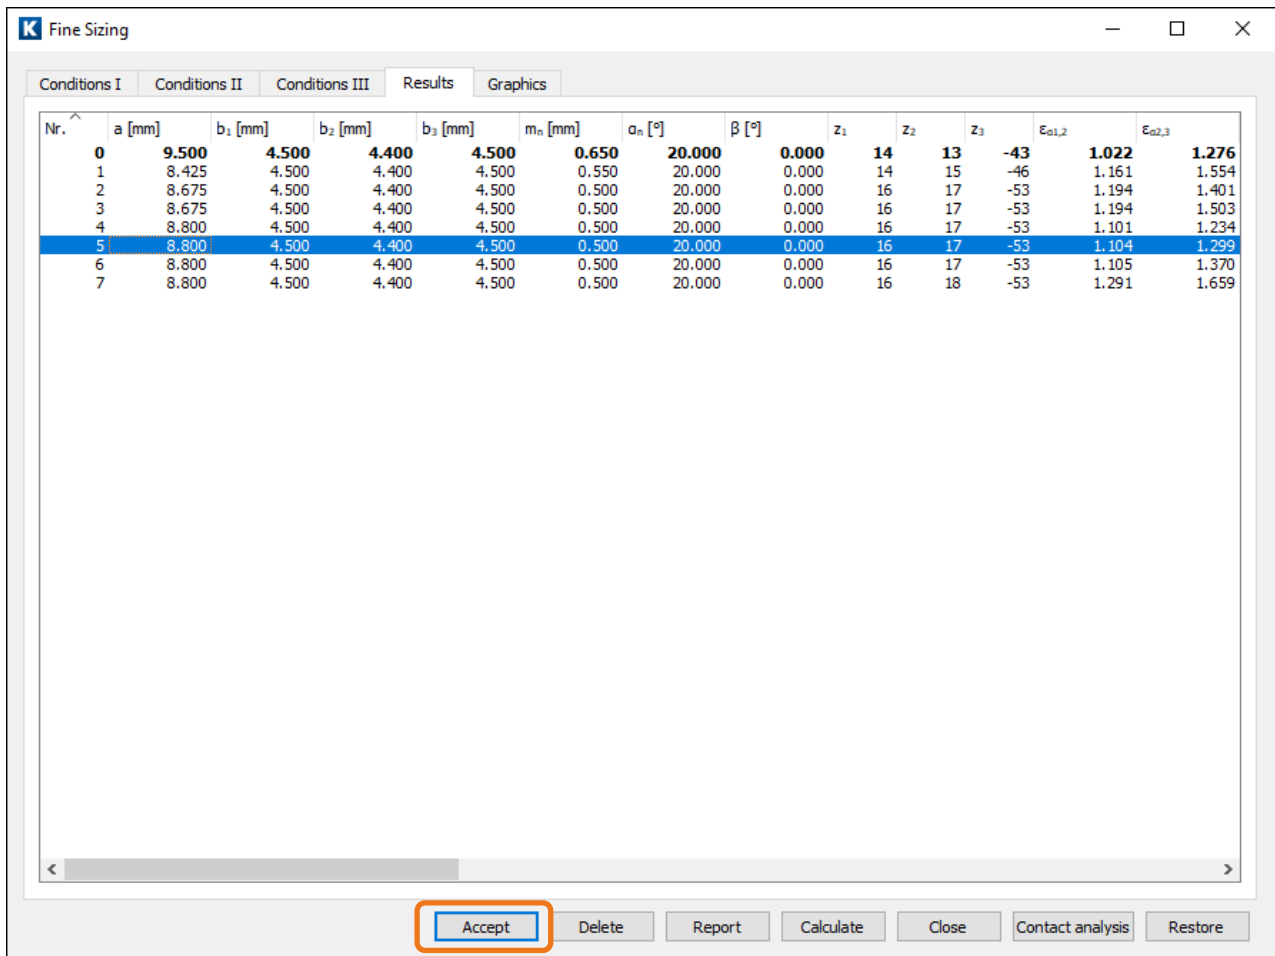 K Fine Sizing
Conditions I Conditions II Conditions III Results Graphics
Nr. a [mm] b₁ [mm] b₂ [mm] b₃ [mm] mₙ [mm] αₙ [°] β [°] z₁ z₂ z₃ εα1,2 εα2,3
0 9.500 4.500 4.400 4.500 0.650 20.000 0.000 14 13 -43 1.022 1.276
1 8.425 4.500 4.400 4.500 0.550 20.000 0.000 14 15 -46 1.161 1.554
2 8.675 4.500 4.400 4.500 0.500 20.000 0.000 16 17 -53 1.194 1.401
3 8.675 4.500 4.400 4.500 0.500 20.000 0.000 16 17 -53 1.194 1.503
4 8.800 4.500 4.400 4.500 0.500 20.000 0.000 16 17 -53 1.101 1.234
5 8.800 4.500 4.400 4.500 0.500 20.000 0.000 16 17 -53 1.104 1.299
6 8.800 4.500 4.400 4.500 0.500 20.000 0.000 16 17 -53 1.105 1.370
7 8.800 4.500 4.400 4.500 0.500 20.000 0.000 16 18 -53 1.291 1.659
Accept Delete Report Calculate Close Contact analysis Restore